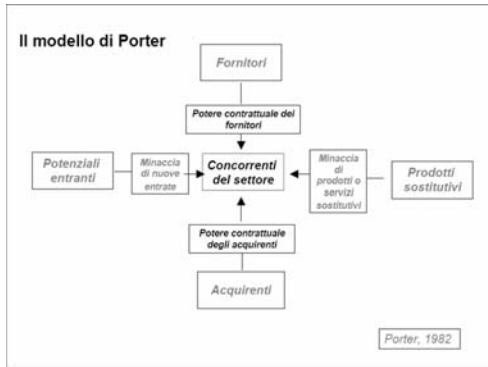 Il modello di Porter
Fornitori
Potere contrattuale dei
fornitori
Potenziali
entranti
Minaccia
di nuove
entrate
Concorrenti
del settore
Minaccia
di
prodotti o
servizi
sostitutivi
Prodotti
sostitutivi
Potere contrattuale
degli acquirenti
Acquirenti
Porter, 1982